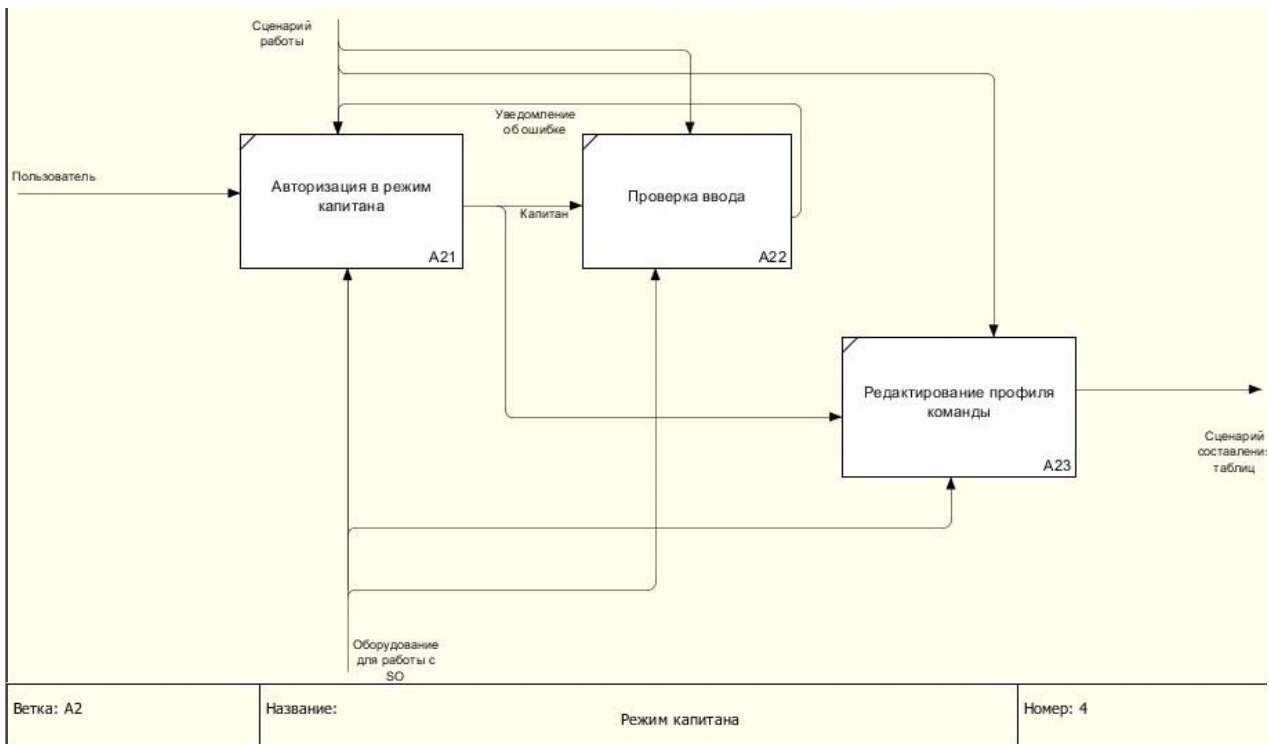 Сценарий
работы
Уведомление
об ошибке
Пользователь
Авторизация в режим
капитана
A21
Капитан
Проверка ввода
A22
Редактирование профиля
команды
A23
Сценарий
составлени
таблиц
Оборудование
для работы с
SO
Ветка: A2
Название:
Режим капитана
Номер: 4